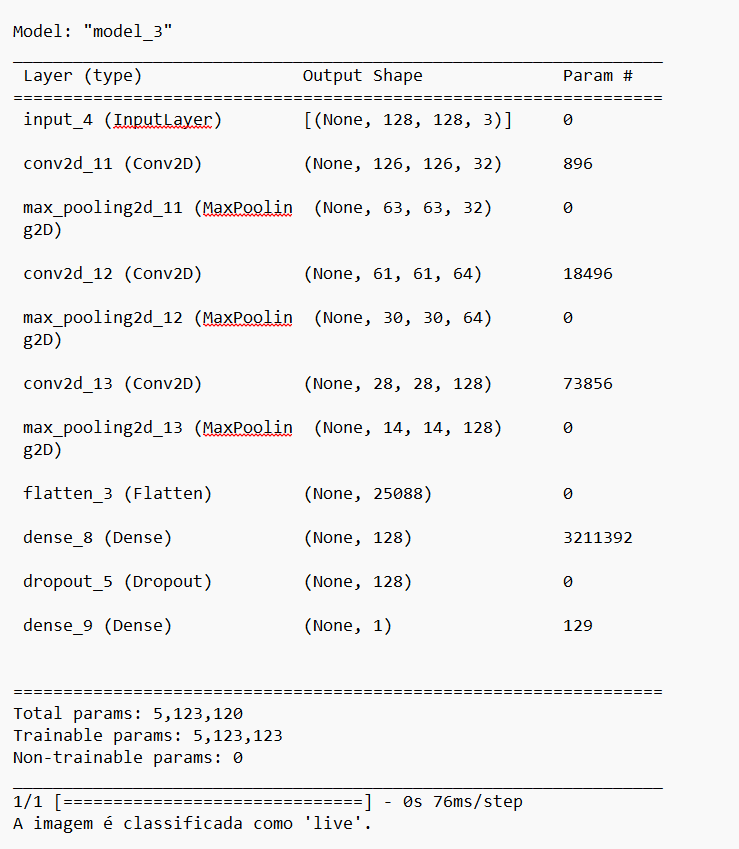 Model: "model_3"
_________________________________________________________________
Layer (type) Output Shape Param #
=================================================================
input_4 (InputLayer) [(None, 128, 128, 3)] 0
conv2d_11 (Conv2D) (None, 126, 126, 32) 896
max_pooling2d_11 (MaxPoolin (None, 63, 63, 32) 0
g2D)
conv2d_12 (Conv2D) (None, 61, 61, 64) 18496
max_pooling2d_12 (MaxPoolin (None, 30, 30, 64) 0
g2D)
conv2d_13 (Conv2D) (None, 28, 28, 128) 73856
max_pooling2d_13 (MaxPoolin (None, 14, 14, 128) 0
g2D)
flatten_3 (Flatten) (None, 25088) 0
dense_8 (Dense) (None, 128) 3211392
dropout_5 (Dropout) (None, 128) 0
dense_9 (Dense) (None, 1) 129
=================================================================
Total params: 5,123,120
Trainable params: 5,123,123
Non-trainable params: 0
_________________________________________________________________
1/1 [==============================] - 0s 76ms/step
A imagem é classificada como 'live'.